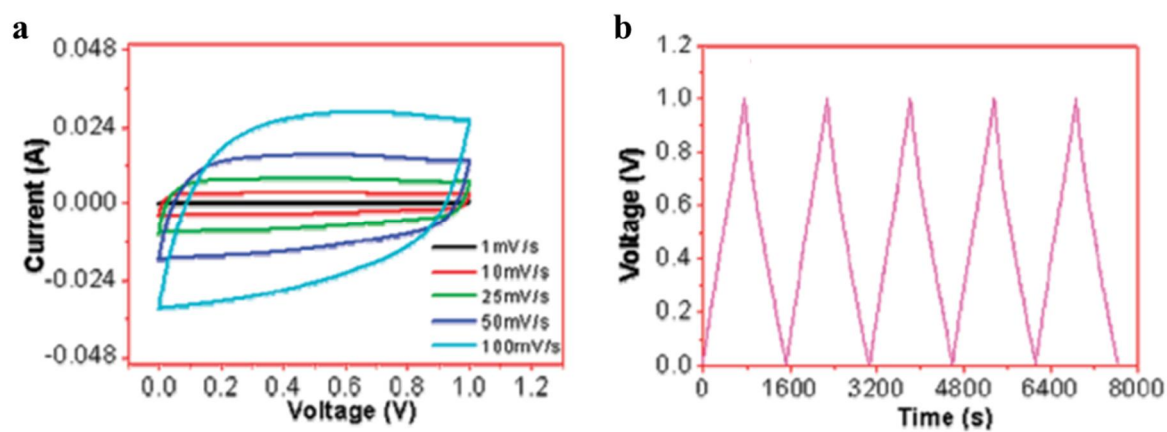 a
0.048
0.024
0.000
-0.024
-0.048
Current (A)
0.0 0.2 0.4 0.6 0.8 1.0 1.2
Voltage (V)
1mV/s
10mV/s
25mV/s
50mV/s
100mV/s
b
1.2
1.0
0.8
0.6
0.4
0.2
0.0
Voltage (V)
0 1600 3200 4800 6400 8000
Time (s)